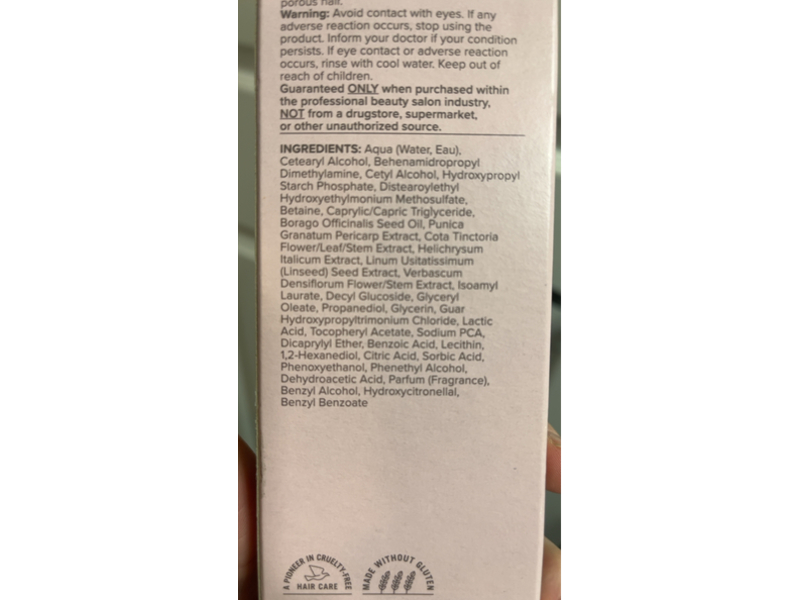 porous hair.
Warning: Avoid contact with eyes. If any
adverse reaction occurs, stop using the
product. Inform your doctor if your condition
persists. If eye contact or adverse reaction
occurs, rinse with cool water. Keep out of
reach of children.
Guaranteed ONLY when purchased within
the professional beauty salon industry,
NOT from a drugstore, supermarket,
or other unauthorized source.
INGREDIENTS: Aqua (Water, Eau),
Cetearyl Alcohol, Behenamidopropyl
Dimethylamine, Cetyl Alcohol, Hydroxypropyl
Starch Phosphate, Distearoylethyl
Hydroxyethylmonium Methosulfate,
Betaine, Caprylic/Capric Triglyceride,
Borago Officinalis Seed Oil, Punica
Granatum Pericarp Extract, Cota Tinctoria
Flower/Leaf/Stem Extract, Helichrysum
Italicum Extract, Linum Usitatissimum
(Linseed) Seed Extract, Verbascum
Densiflorum Flower/Stem Extract, Isoamyl
Laurate, Decyl Glucoside, Glyceryl
Oleate, Propanediol, Glycerin, Guar
Hydroxypropyltrimonium Chloride, Lactic
Acid, Tocopheryl Acetate, Sodium PCA,
Dicaprylyl Ether, Benzoic Acid, Lecithin,
1,2-Hexanediol, Citric Acid, Sorbic Acid,
Phenoxyethanol, Phenethyl Alcohol,
Dehydroacetic Acid, Parfum (Fragrance),
Benzyl Alcohol, Hydroxycitronellal,
Benzyl Benzoate
A PIONEER IN CRUELTY-FREE
HAIR CARE
MADE WITHOUT GLUTEN